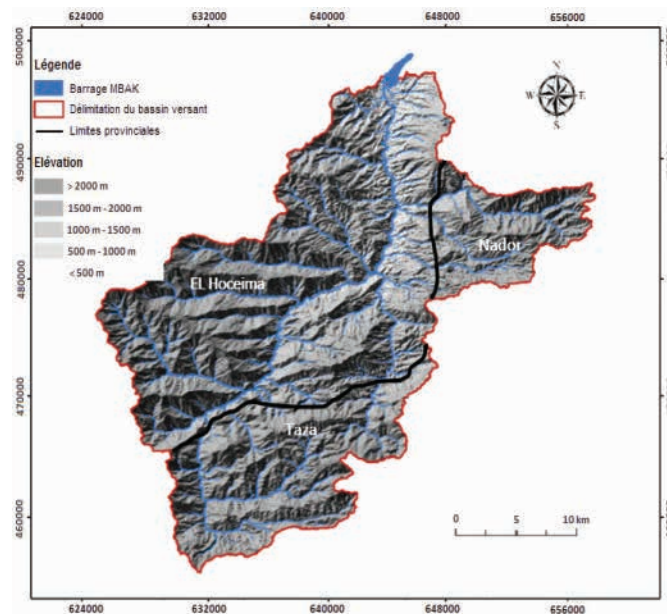 624000 632000 640000 648000 656000
500000
Légende
Barrage MBAK
Délimitation du bassin versant
Limites provinciales
N
W E
S
Elévation
> 2000 m
1500 m - 2000 m
1000 m - 1500 m
500 m - 1000 m
< 500 m
490000
Nador
EL Hoceima
480000
470000
Taza
460000
0 5 10 km
624000 632000 640000 648000 656000